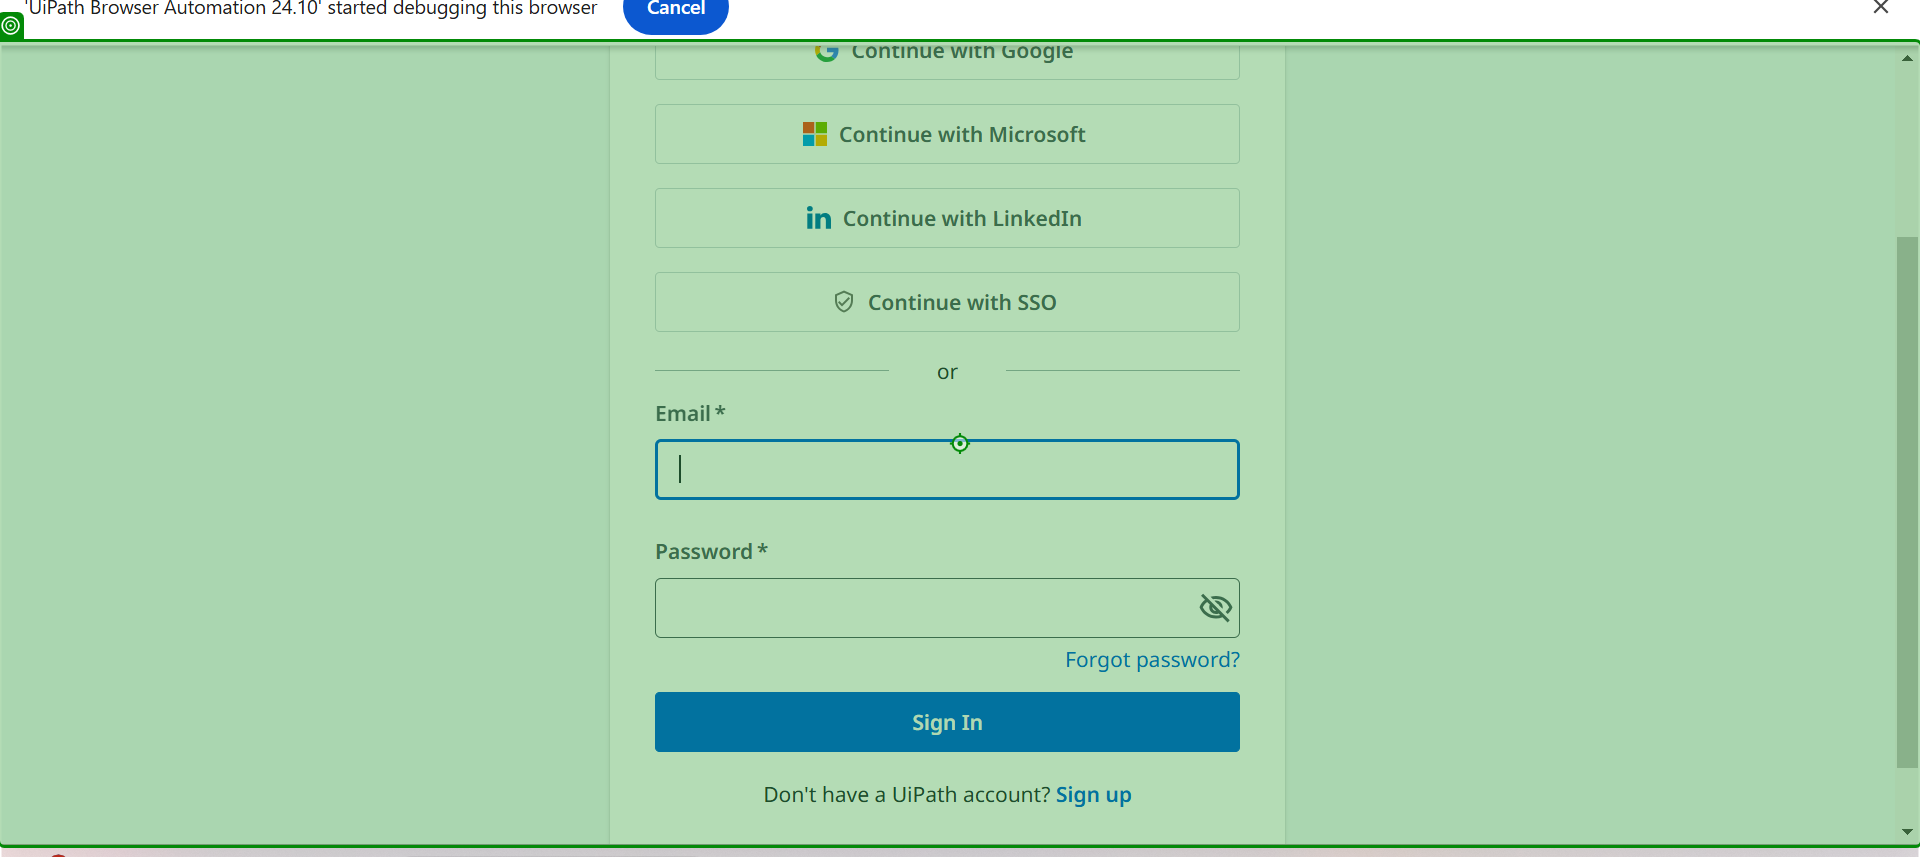 'UiPath Browser Automation 24.10' started debugging this browser
Cancel
Continue with Google
Continue with Microsoft
Continue with LinkedIn
Continue with SSO
or
Email *
Password *
Forgot password?
Sign In
Don't have a UiPath account? Sign up